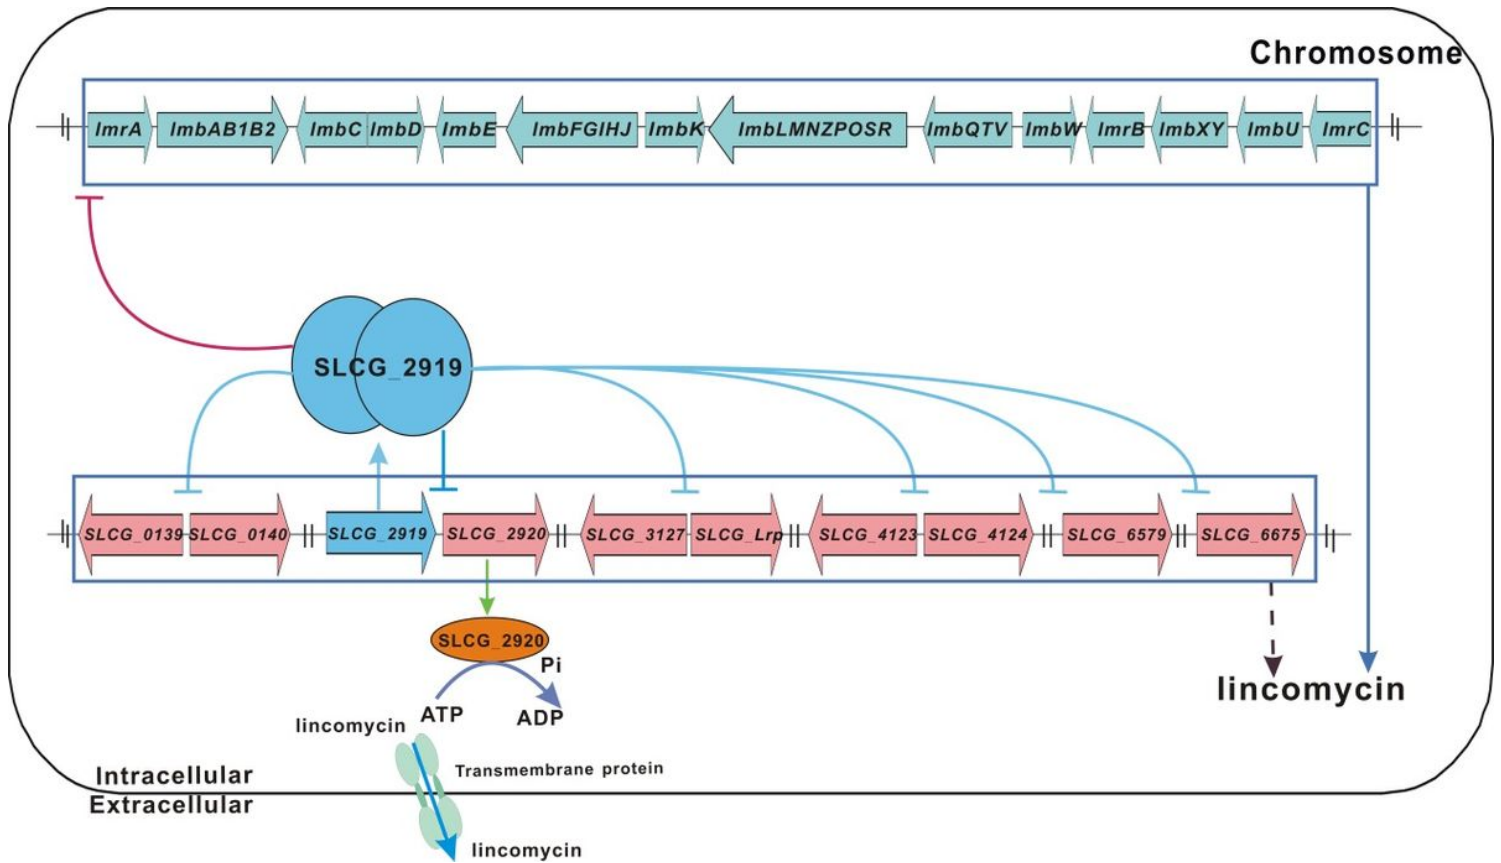 Chromosome
lmrA lmbAB1B2 lmbC lmbD lmbE lmbFGIHJ lmbK lmbLMNZPOSR lmbQTV lmbW lmrB lmbXY lmbU lmrC
SLCG_2919
SLCG_0139 SLCG_0140 SLCG_2919 SLCG_2920 SLCG_3127 SLCG_Lrp SLCG_4123 SLCG_4124 SLCG_6579 SLCG_6675
SLCG_2920
Pi
ATP ADP
lincomycin
lincomycin
Transmembrane protein
Intracellular
Extracellular
lincomycin